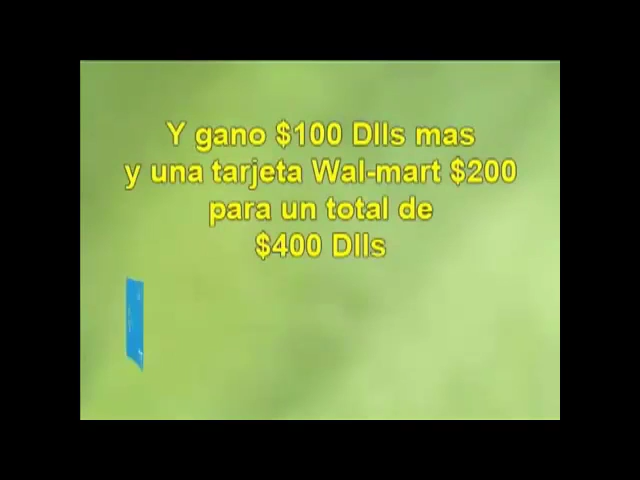 Y gano $100 Dlls mas
y una tarjeta Wal-mart $200
para un total de
$400 Dlls